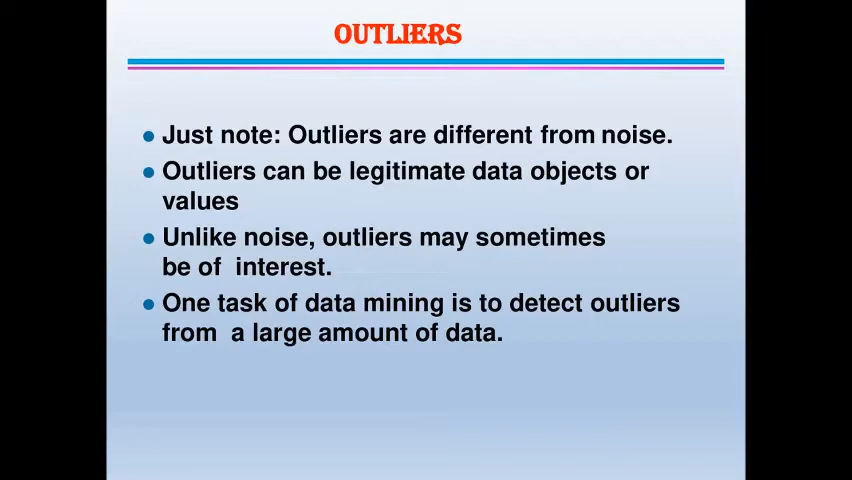 OUTLIERS
● Just note: Outliers are different from noise.
● Outliers can be legitimate data objects or
values
● Unlike noise, outliers may sometimes
be of interest.
● One task of data mining is to detect outliers
from a large amount of data.